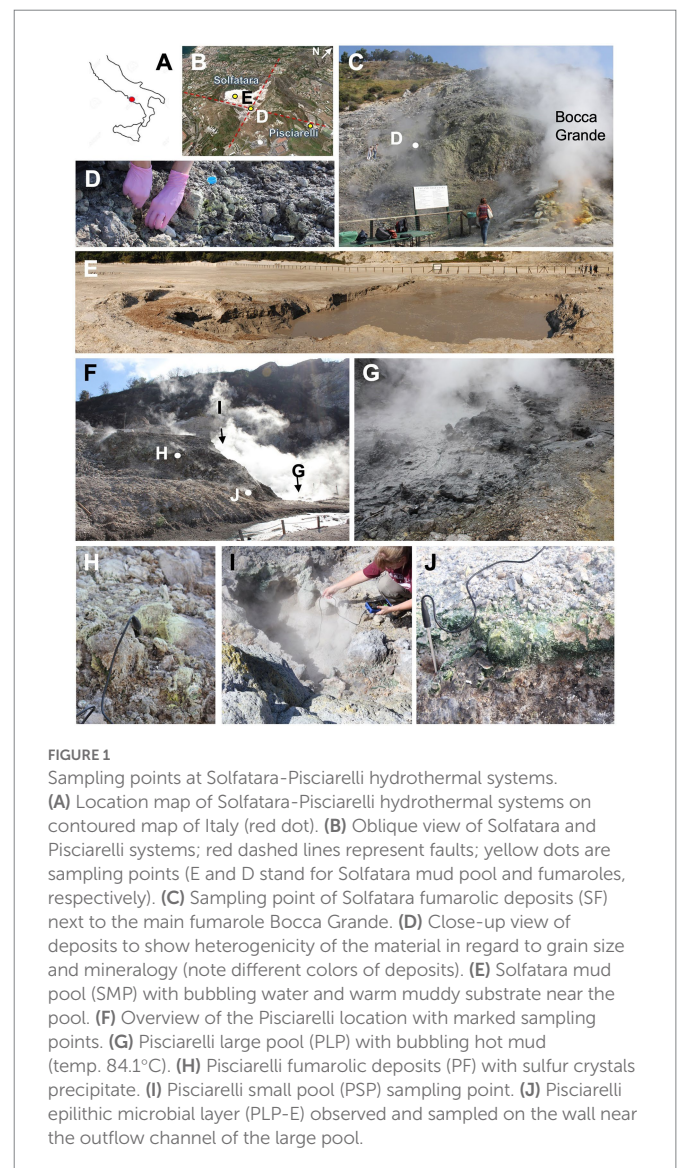 A
B
N
Solfatara
E
D
Pisciarelli
C
D
Bocca
Grande
D
E
F
I
H
G
J
G
H
I
J
FIGURE 1
Sampling points at Solfatara-Pisciarelli hydrothermal systems.
(A) Location map of Solfatara-Pisciarelli hydrothermal systems on
contoured map of Italy (red dot). (B) Oblique view of Solfatara and
Pisciarelli systems; red dashed lines represent faults; yellow dots are
sampling points (E and D stand for Solfatara mud pool and fumaroles,
respectively). (C) Sampling point of Solfatara fumarolic deposits (SF)
next to the main fumarole Bocca Grande. (D) Close-up view of
deposits to show heterogenicity of the material in regard to grain size
and mineralogy (note different colors of deposits). (E) Solfatara mud
pool (SMP) with bubbling water and warm muddy substrate near the
pool. (F) Overview of the Pisciarelli location with marked sampling
points. (G) Pisciarelli large pool (PLP) with bubbling hot mud
(temp. 84.1°C). (H) Pisciarelli fumarolic deposits (PF) with sulfur crystals
precipitate. (I) Pisciarelli small pool (PSP) sampling point. (J) Pisciarelli
epilithic microbial layer (PLP-E) observed and sampled on the wall near
the outflow channel of the large pool.